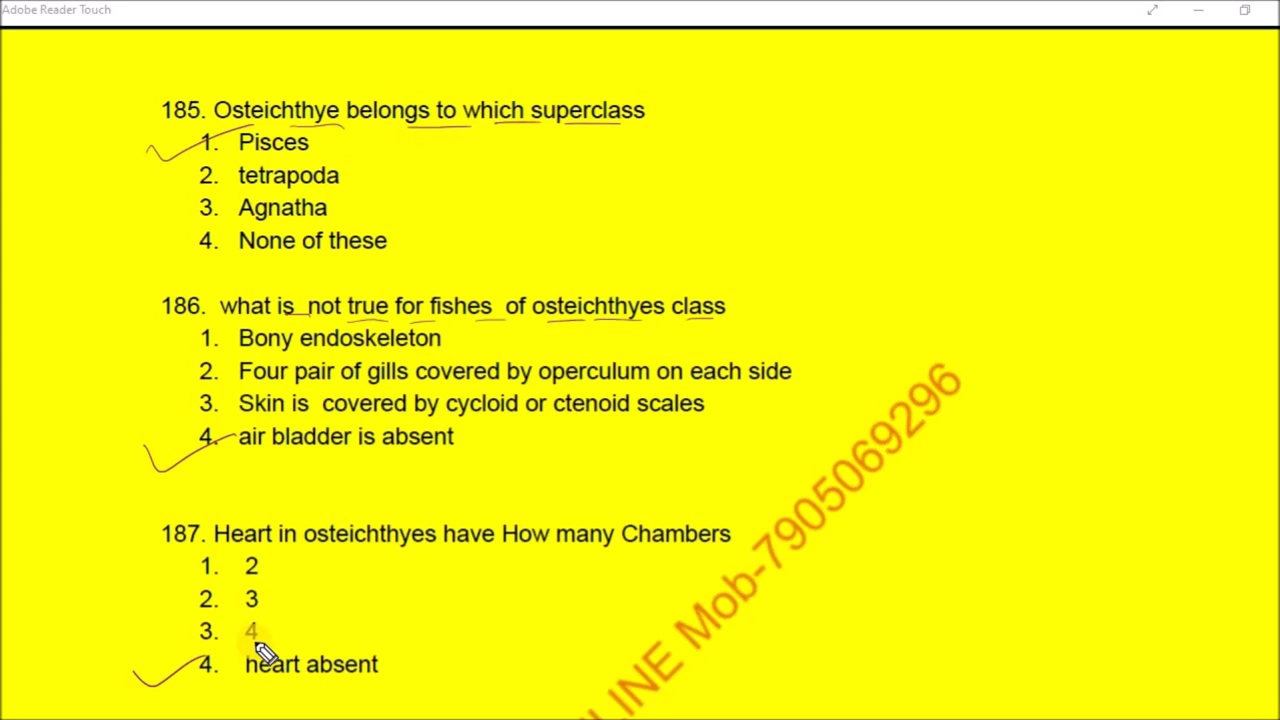 Adobe Reader Touch
185. Osteichthye belongs to which superclass
1. Pisces
2. tetrapoda
3. Agnatha
4. None of these
186. what is not true for fishes of osteichthyes class
1. Bony endoskeleton
2. Four pair of gills covered by operculum on each side
3. Skin is covered by cycloid or ctenoid scales
4. air bladder is absent
187. Heart in osteichthyes have How many Chambers
1. 2
2. 3
3. 4
4. heart absent
LINE Mob-7905069296